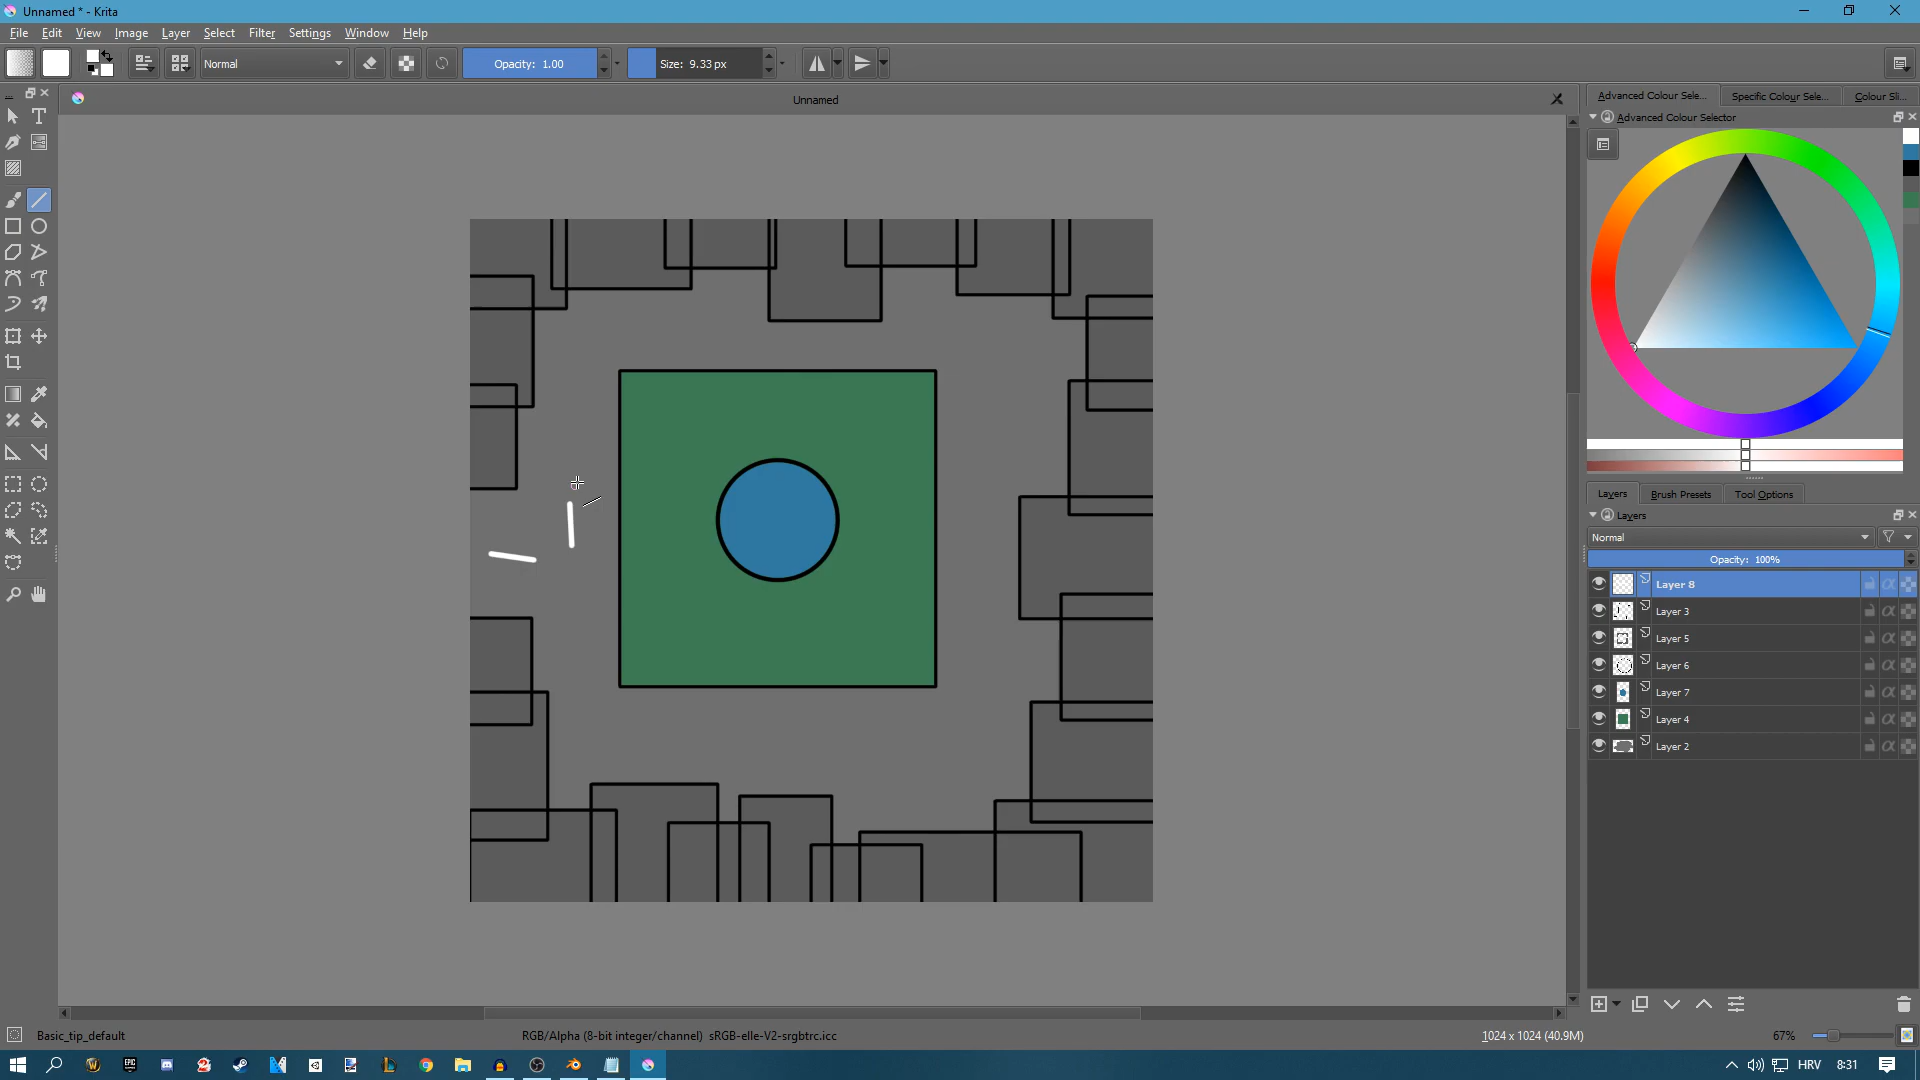 Unnamed * - Krita
File Edit View Image Layer Select Filter Settings Window Help
Normal Opacity: 1.00 Size: 9.33 px
Unnamed
Advanced Colour Sele... Specific Colour Sele... Colour Sli...
Advanced Colour Selector
Layers Brush Presets Tool Options
Layers
Normal
Opacity: 100%
Layer 8
Layer 3
Layer 5
Layer 6
Layer 7
Layer 4
Layer 2
Basic_tip_default RGB/Alpha (8-bit integer/channel) sRGB-elle-V2-srgbtrc.icc 1024 x 1024 (40.9M) 67%
HRV 8:31